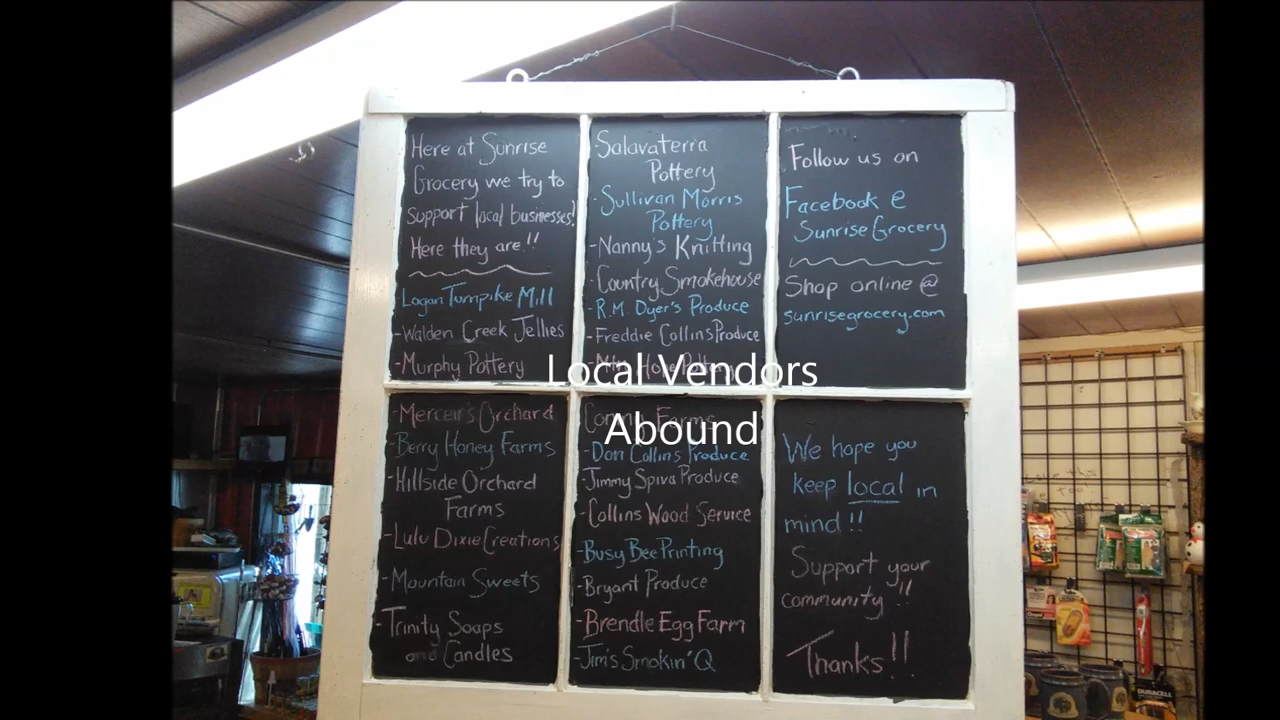 Here at Sunrise
Grocery we try to
support local businesses!
Here they are!!
Logan Turnpike Mill
-Walden Creek Jellies
-Murphy Pottery
-Mercier's Orchard
-Berry Honey Farms
-Hillside Orchard
Farms
-Lulu Dixie Creations
-Mountain Sweets
-Trinity Soaps
and Candles
-Salavaterra
Pottery
-Sullivan Morris
Pottery
-Nanny's Knitting
-Country Smokehouse
-R.M Dyer's Produce
-Freddie Collins Produce
Pottery
Farms
-Don Collins Produce
-Jimmy Spiva Produce
-Collins Wood Service
-Busy Bee Printing
-Bryant Produce
-Brendle Egg Farm
-Jim's Smokin' Q
Follow us on
Facebook @
Sunrise Grocery
Shop online @
sunrisegrocery.com
We hope you
keep local in
mind!!
Support your
community!!
Thanks!!
Local Vendors
Abound
DURACELL